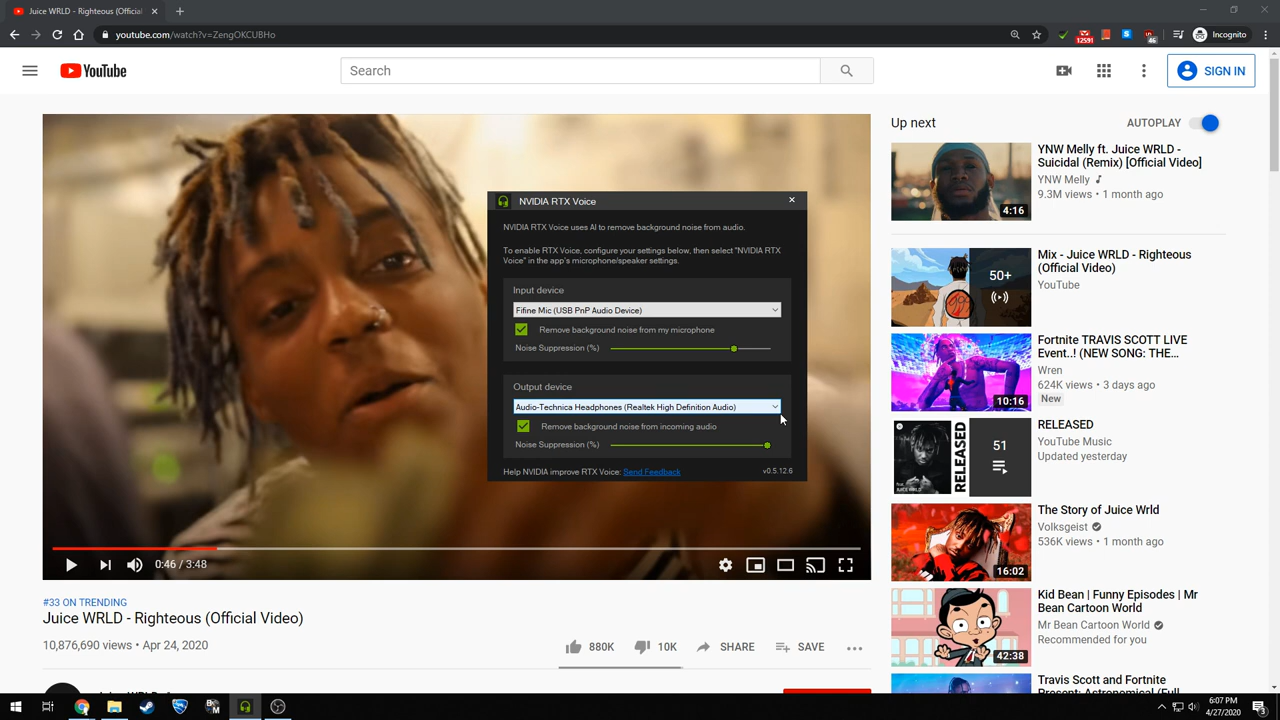 Juice WRLD - Righteous (Official
youtube.com/watch?v=ZengOKCUBHo
12591
46
Incognito
YouTube
Search
SIGN IN
Up next
AUTOPLAY
NVIDIA RTX Voice
NVIDIA RTX Voice uses AI to remove background noise from audio.
To enable RTX Voice, configure your settings below, then select "NVIDIA RTX
Voice" in the app's microphone/speaker settings.
Input device
Fifine Mic (USB PnP Audio Device)
Remove background noise from my microphone
Noise Suppression (%)
Output device
Audio-Technica Headphones (Realtek High Definition Audio)
Remove background noise from incoming audio
Noise Suppression (%)
Help NVIDIA improve RTX Voice: Send Feedback
v0.5.12.6
0:46 / 3:48
#33 ON TRENDING
Juice WRLD - Righteous (Official Video)
10,876,690 views • Apr 24, 2020
880K
10K
SHARE
SAVE
YNW Melly ft. Juice WRLD -
Suicidal (Remix) [Official Video]
YNW Melly
9.3M views • 1 month ago
4:16
Mix - Juice WRLD - Righteous
(Official Video)
YouTube
50+
Fortnite TRAVIS SCOTT LIVE
Event..! (NEW SONG: THE...
Wren
624K views • 3 days ago
New
10:16
RELEASED
YouTube Music
Updated yesterday
RELEASED
51
The Story of Juice Wrld
Volksgeist
536K views • 1 month ago
16:02
Kid Bean | Funny Episodes | Mr
Bean Cartoon World
Mr Bean Cartoon World
Recommended for you
42:38
Travis Scott and Fortnite
Present: Astronomical (Full
6:07 PM
4/27/2020
3